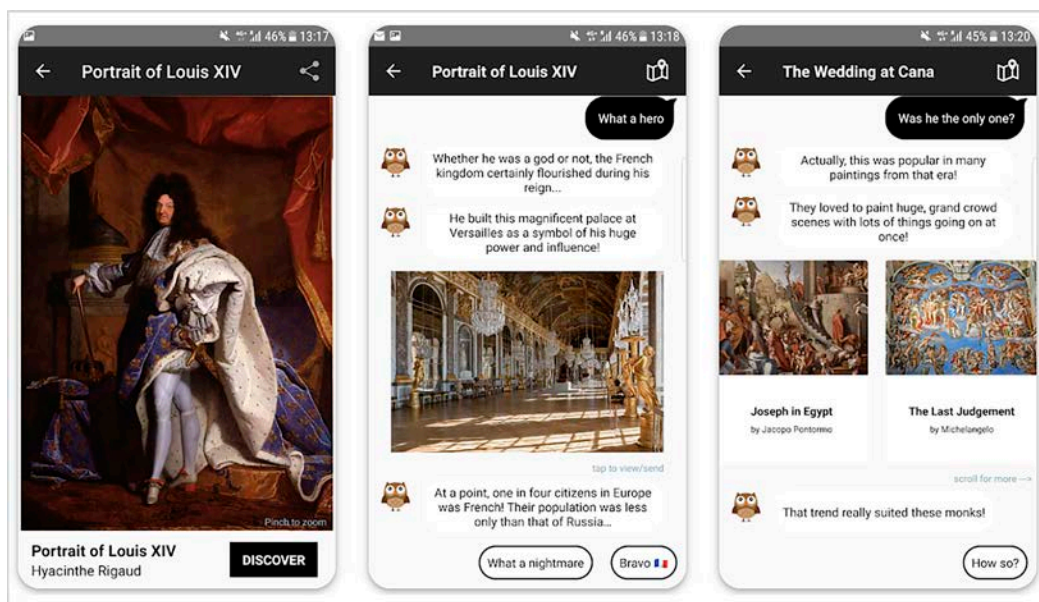 46% 13:17
Portrait of Louis XIV
Pinch to zoom
Portrait of Louis XIV
Hyacinthe Rigaud
DISCOVER
46% 13:18
Portrait of Louis XIV
What a hero
Whether he was a god or not, the French
kingdom certainly flourished during his
reign...
He built this magnificent palace at
Versailles as a symbol of his huge
power and influence!
tap to view/send
At a point, one in four citizens in Europe
was French! Their population was less
only than that of Russia...
What a nightmare
Bravo 🇫🇷
45% 13:20
The Wedding at Cana
Was he the only one?
Actually, this was popular in many
paintings from that era!
They loved to paint huge, grand crowd
scenes with lots of things going on at
once!
Joseph in Egypt
by Jacopo Pontormo
The Last Judgement
by Michelangelo
scroll for more --->
That trend really suited these monks!
How so?